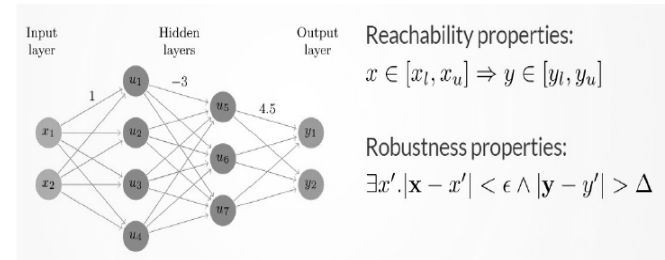 Input layer
Hidden layers
Output layer
1
−3
4.5
x1
x2
u1
u2
u3
u4
u5
u6
u7
y1
y2
Reachability properties:
x ∈ [xl, xu] ⇒ y ∈ [yl, yu]
Robustness properties:
∃x′.|x − x′| < ϵ ∧ |y − y′| > Δ